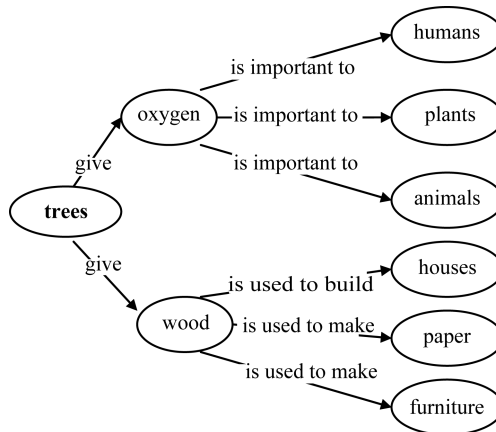 humans
is important to
oxygen
is important to
plants
give
is important to
trees
animals
give
houses
is used to build
wood
is used to make
paper
is used to make
furniture